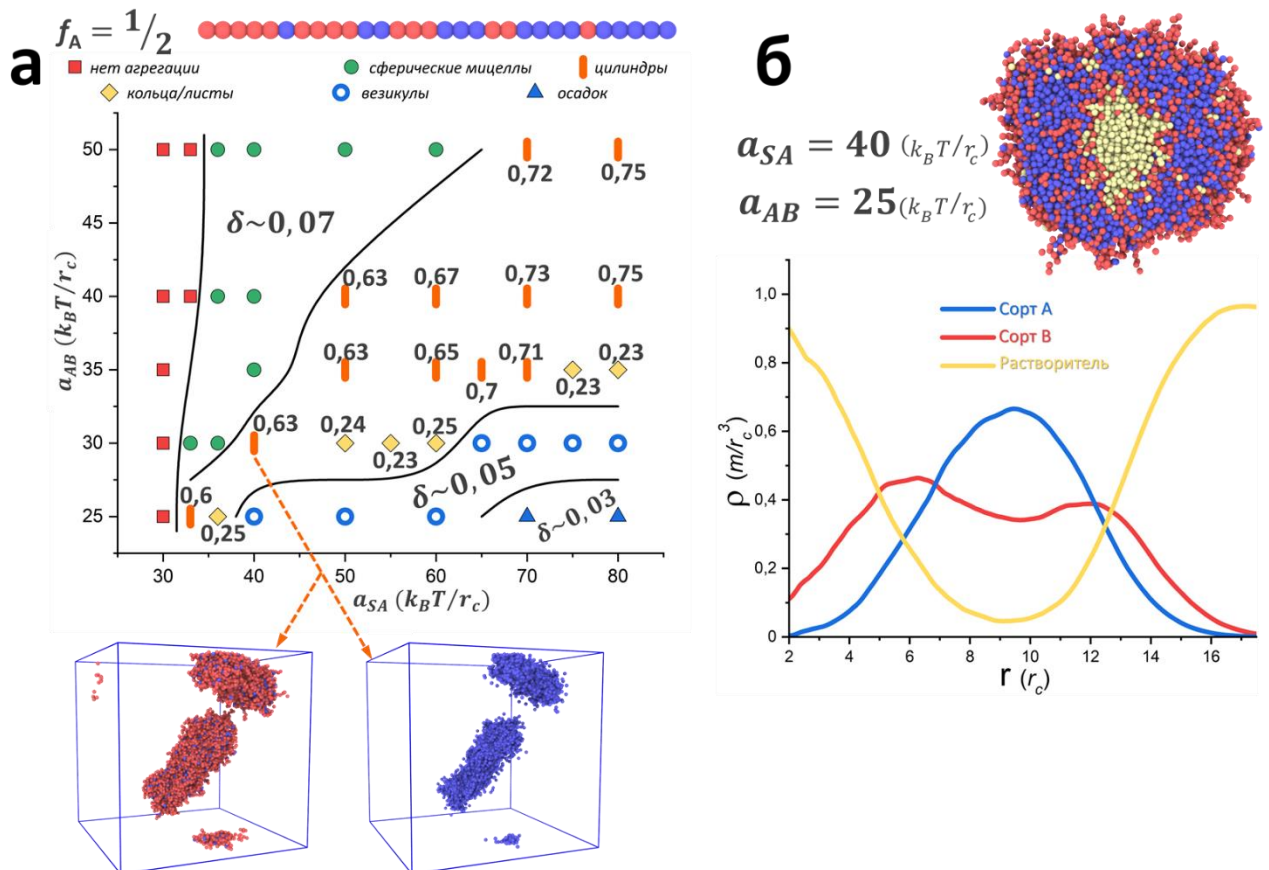 f_A = 1/2
а
нет агрегации сферические мицеллы цилиндры
кольца/листы везикулы осадок
50
45
40
35
30
25
a_AB (k_BT/r_c)
δ~0,07
0,72 0,75
0,63 0,67 0,73 0,75
0,63 0,65 0,7 0,71 0,23 0,23
0,63 0,24 0,23 0,25
0,6 0,25
δ~0,05
δ~0,03
30 40 50 60 70 80
a_SA (k_BT/r_c)
б
a_SA = 40 (k_BT/r_c)
a_AB = 25 (k_BT/r_c)
Сорт А
Сорт В
Растворитель
1,0
0,8
0,6
0,4
0,2
0
ρ (m/r_c^3)
2 4 6 8 10 12 14 16
r (r_c)